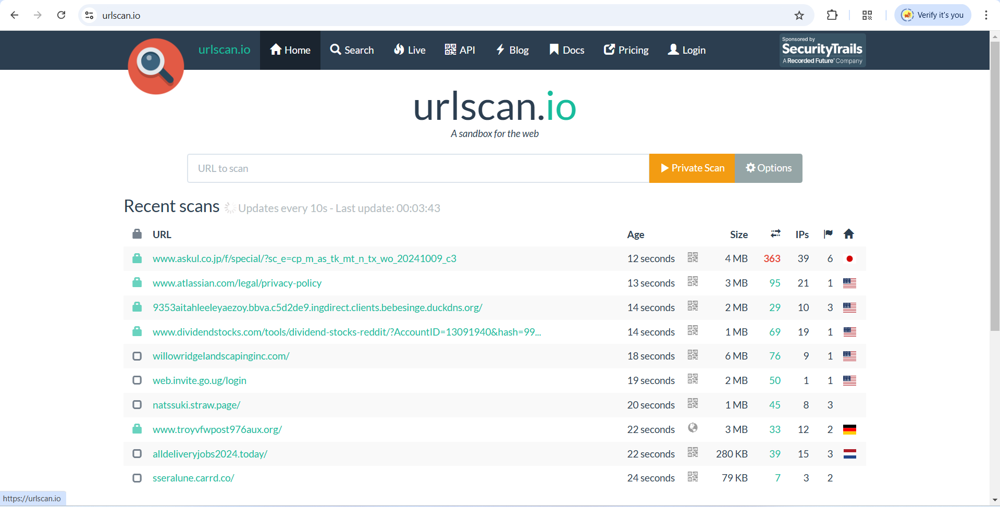 urlscan.io
Verify it's you
urlscan.io Home Search Live API Blog Docs Pricing Login
Sponsored by
SecurityTrails
A Recorded Future® Company
urlscan.io
A sandbox for the web
URL to scan Private Scan Options
Recent scans Updates every 10s - Last update: 00:03:43
URL Age Size IPs
www.askul.co.jp/f/special/?sc_e=cp_m_as_tk_mt_n_tx_wo_20241009_c3 12 seconds 4 MB 363 39 6
www.atlassian.com/legal/privacy-policy 13 seconds 3 MB 95 21 1
9353aitahleeleyaezoy.bbva.c5d2de9.ingdirect.clients.bebesinge.duckdns.org/ 14 seconds 2 MB 29 10 3
www.dividendstocks.com/tools/dividend-stocks-reddit/?AccountID=13091940&hash=99... 14 seconds 1 MB 69 19 1
willowridgelandscapinginc.com/ 18 seconds 6 MB 76 9 1
web.invite.go.ug/login 19 seconds 2 MB 50 1 1
natssuki.straw.page/ 20 seconds 1 MB 45 8 3
www.troyvfwpost976aux.org/ 22 seconds 3 MB 33 12 2
alldeliveryjobs2024.today/ 22 seconds 280 KB 39 15 3
sseralune.carrd.co/ 24 seconds 79 KB 7 3 2
https://urlscan.io